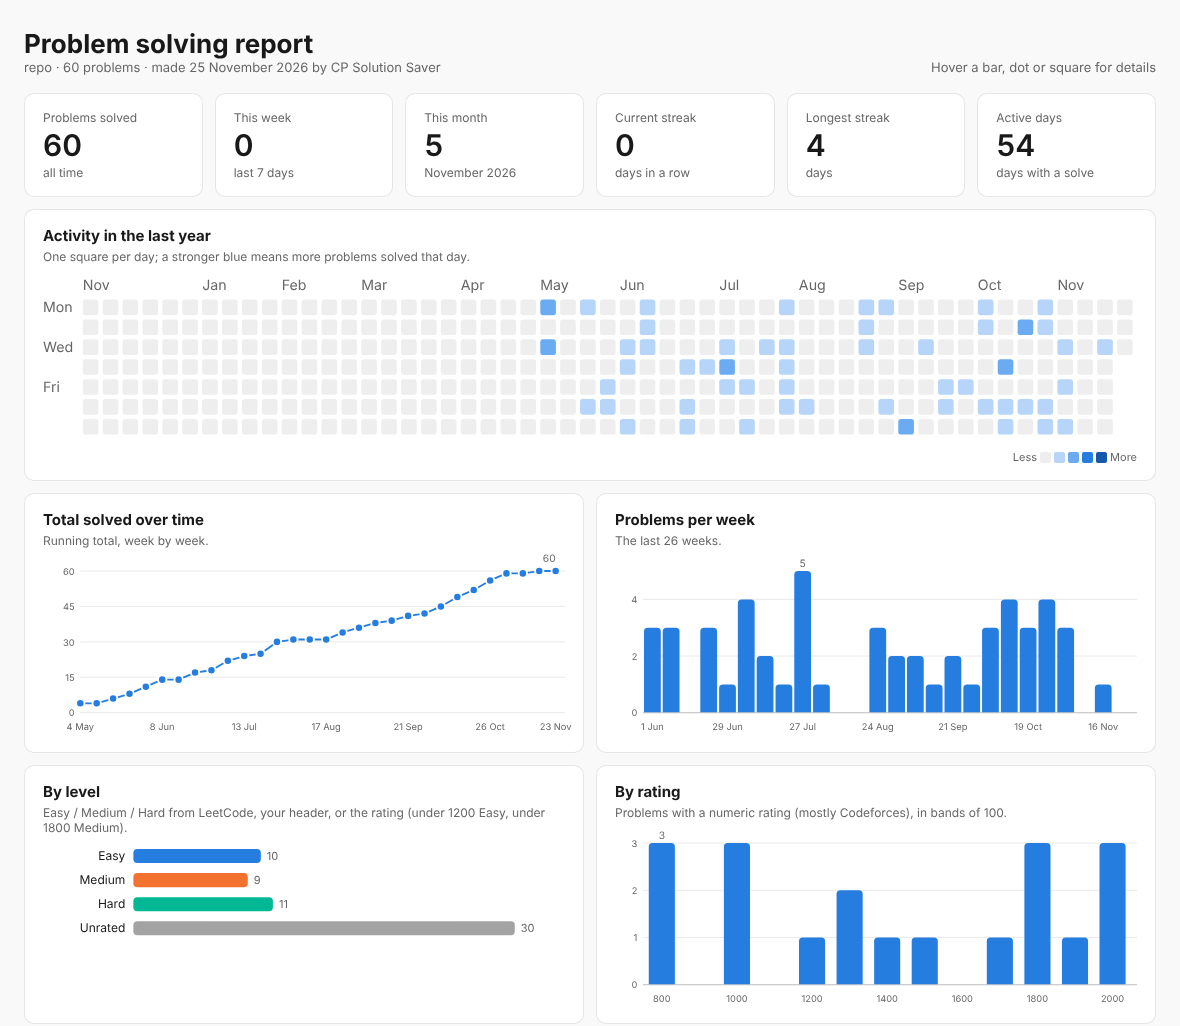 Problem solving report
repo · 60 problems · made 25 November 2026 by CP Solution Saver
Hover a bar, dot or square for details
Problems solved
60
all time
This week
0
last 7 days
This month
5
November 2026
Current streak
0
days in a row
Longest streak
4
days
Active days
54
days with a solve
Activity in the last year
One square per day; a stronger blue means more problems solved that day.
Nov Jan Feb Mar Apr May Jun Jul Aug Sep Oct Nov
Mon
Wed
Fri
Less More
Total solved over time
Running total, week by week.
60
60
45
30
15
0
4 May 8 Jun 13 Jul 17 Aug 21 Sep 26 Oct 23 Nov
Problems per week
The last 26 weeks.
5
4
2
0
1 Jun 29 Jun 27 Jul 24 Aug 21 Sep 19 Oct 16 Nov
By level
Easy / Medium / Hard from LeetCode, your header, or the rating (under 1200 Easy, under
1800 Medium).
Easy 10
Medium 9
Hard 11
Unrated 30
By rating
Problems with a numeric rating (mostly Codeforces), in bands of 100.
3
3
2
1
0
800 1000 1200 1400 1600 1800 2000